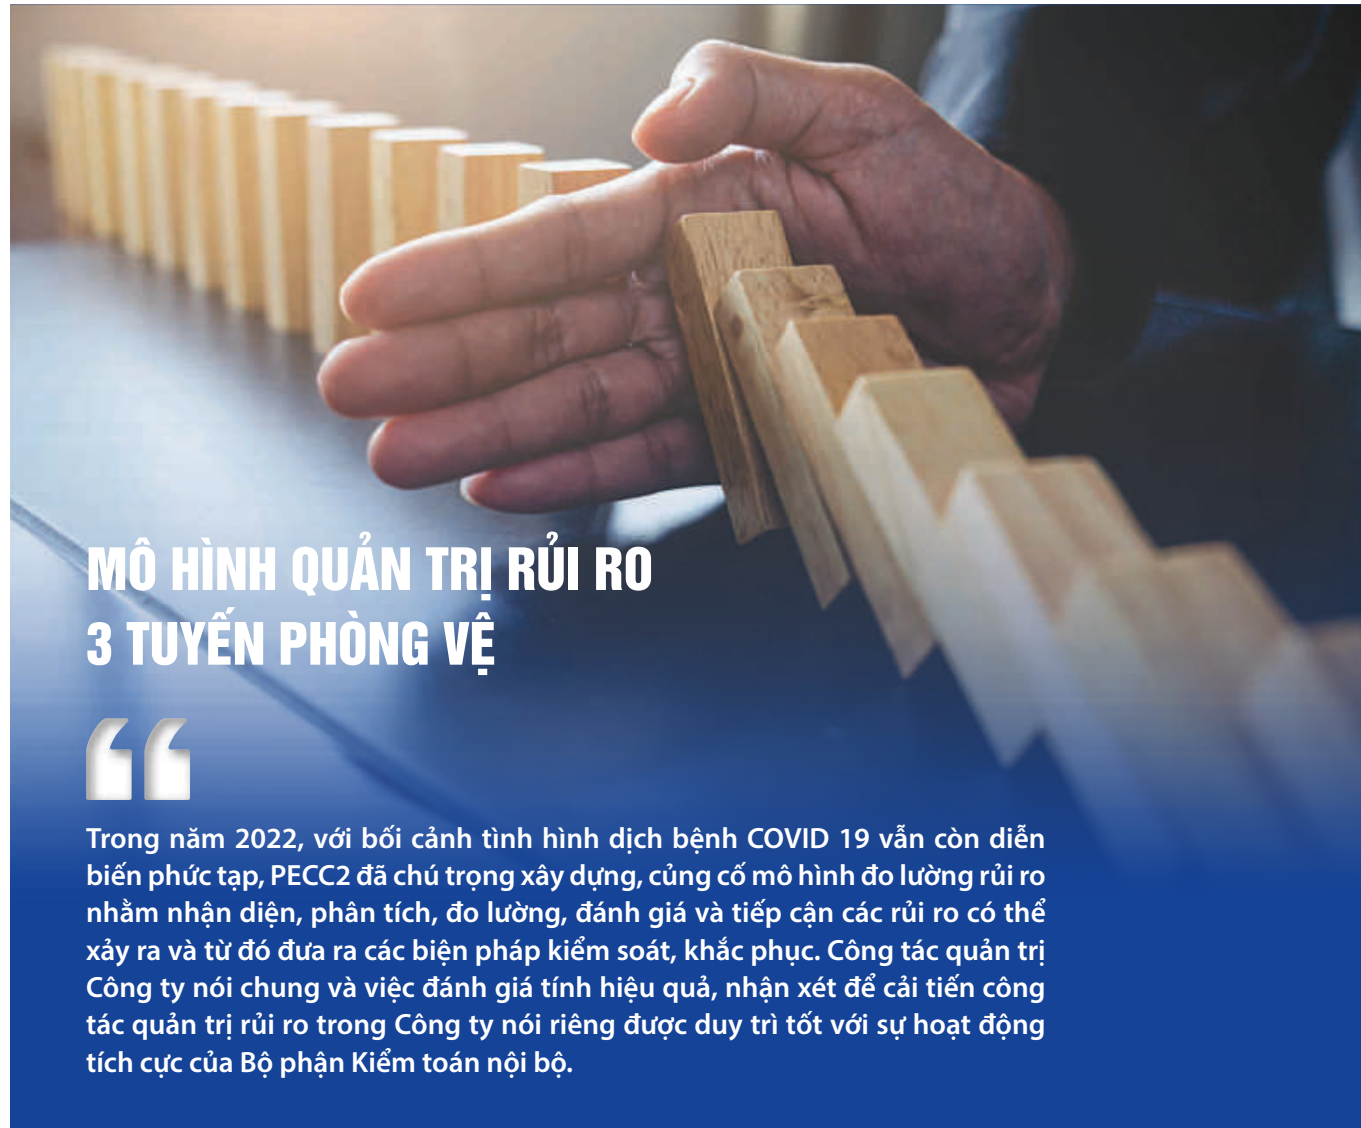 MÔ HÌNH QUẢN TRỊ RỦI RO
3 TUYẾN PHÒNG VỆ
“
Trong năm 2022, với bối cảnh tình hình dịch bệnh COVID 19 vẫn còn diễn
biến phức tạp, PECC2 đã chú trọng xây dựng, củng cố mô hình đo lường rủi ro
nhằm nhận diện, phân tích, đo lường, đánh giá và tiếp cận các rủi ro có thể
xảy ra và từ đó đưa ra các biện pháp kiểm soát, khắc phục. Công tác quản trị
Công ty nói chung và việc đánh giá tính hiệu quả, nhận xét để cải tiến công
tác quản trị rủi ro trong Công ty nói riêng được duy trì tốt với sự hoạt động
tích cực của Bộ phận Kiểm toán nội bộ.